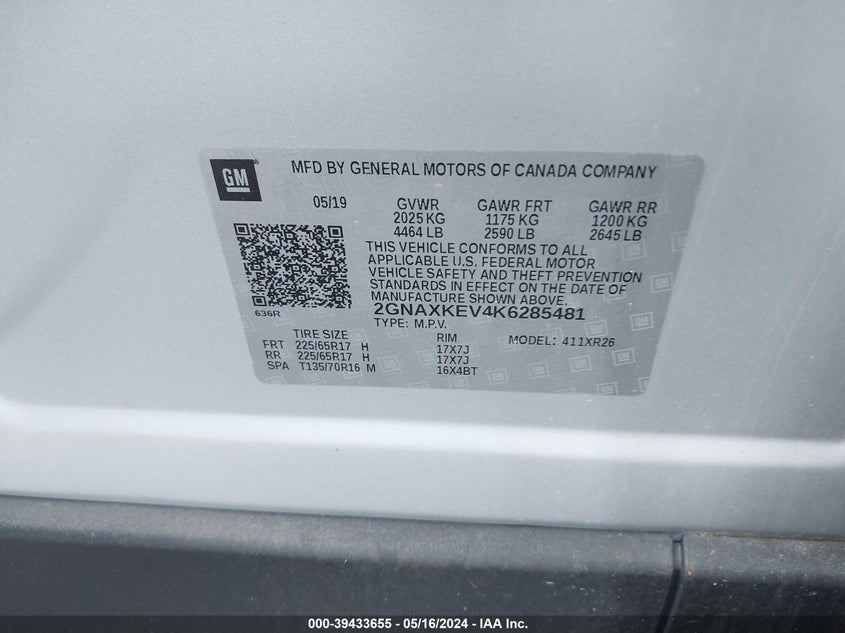 GM ® MFD BY GENERAL MOTORS OF CANADA COMPANY
05/19 GVWR GAWR FRT GAWR RR
2025 KG 1175 KG 1200 KG
4464 LB 2590 LB 2645 LB
THIS VEHICLE CONFORMS TO ALL
APPLICABLE U.S. FEDERAL MOTOR
VEHICLE SAFETY AND THEFT PREVENTION
STANDARDS IN EFFECT ON THE DATE OF
MANUFACTURE SHOWN ABOVE.
636R 2GNAXKEV4K6285481
TYPE: M.P.V.
TIRE SIZE RIM MODEL: 411XR26
FRT 225/65R17 H 17X7J
RR 225/65R17 H 17X7J
SPA T135/70R16 M 16X4BT
000-39433655 - 05/16/2024 - IAA Inc.